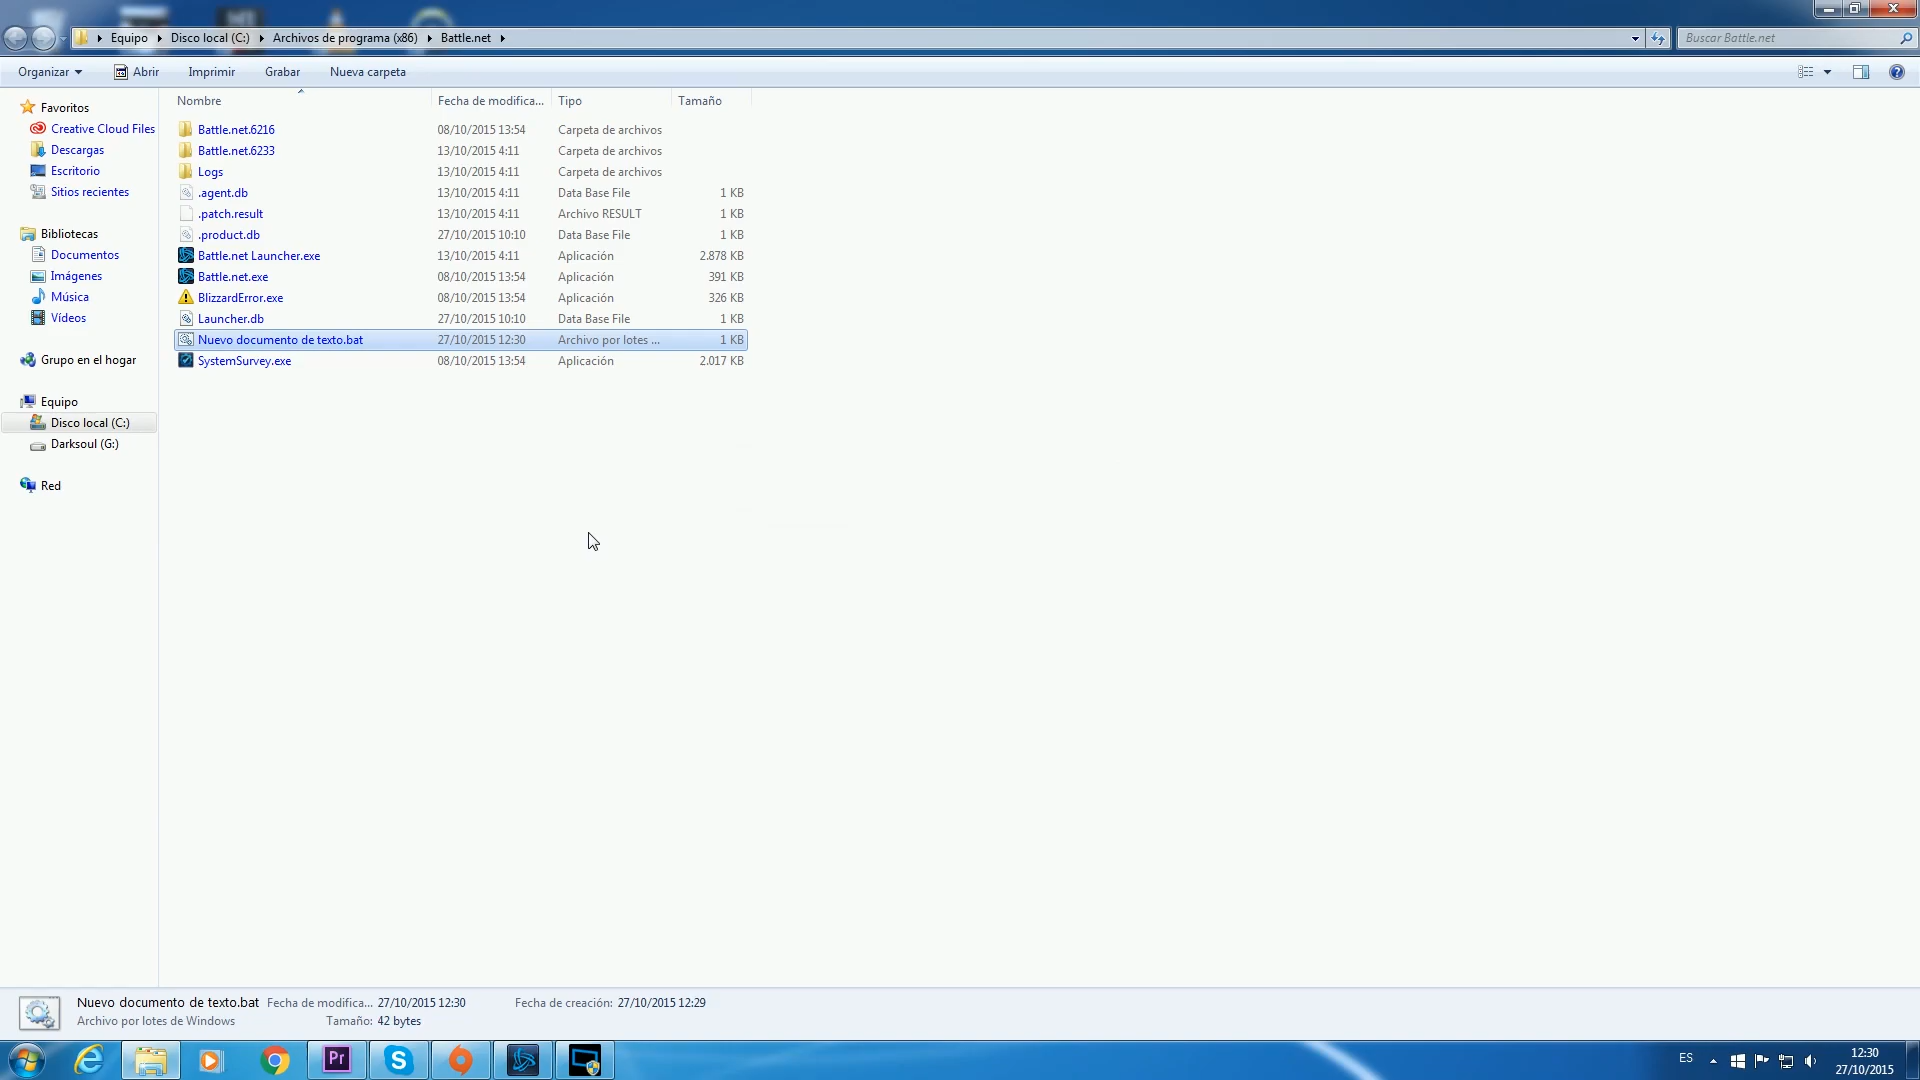 Equipo Disco local (C:) Archivos de programa (x86) Battle.net Buscar Battle.net
Organizar Abrir Imprimir Grabar Nueva carpeta
Nombre Fecha de modifica... Tipo Tamaño
Favoritos
Creative Cloud Files
Descargas
Escritorio
Sitios recientes
Bibliotecas
Documentos
Imágenes
Música
Vídeos
Grupo en el hogar
Equipo
Disco local (C:)
Darksoul (G:)
Red
Battle.net.6216 08/10/2015 13:54 Carpeta de archivos
Battle.net.6233 13/10/2015 4:11 Carpeta de archivos
Logs 13/10/2015 4:11 Carpeta de archivos
.agent.db 13/10/2015 4:11 Data Base File 1 KB
.patch.result 13/10/2015 4:11 Archivo RESULT 1 KB
.product.db 27/10/2015 10:10 Data Base File 1 KB
Battle.net Launcher.exe 13/10/2015 4:11 Aplicación 2.878 KB
Battle.net.exe 08/10/2015 13:54 Aplicación 391 KB
BlizzardError.exe 08/10/2015 13:54 Aplicación 326 KB
Launcher.db 27/10/2015 10:10 Data Base File 1 KB
Nuevo documento de texto.bat 27/10/2015 12:30 Archivo por lotes ... 1 KB
SystemSurvey.exe 08/10/2015 13:54 Aplicación 2.017 KB
Nuevo documento de texto.bat Fecha de modifica... 27/10/2015 12:30 Fecha de creación: 27/10/2015 12:29
Archivo por lotes de Windows Tamaño: 42 bytes
Pr
ES
12:30
27/10/2015